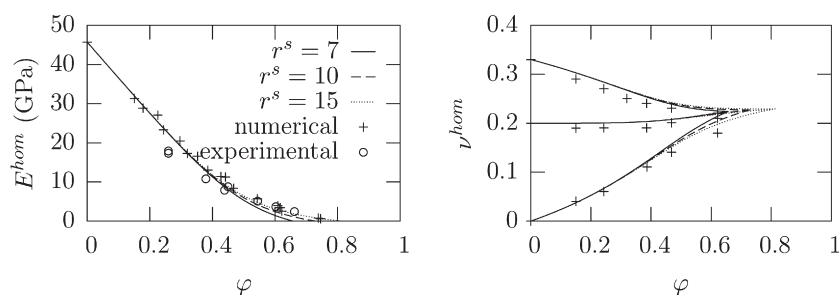 50
40
30
20
10
0
E^{hom} (GPa)
r^s = 7
r^s = 10
r^s = 15
numerical
experimental
0 0.2 0.4 0.6 0.8 1
φ
0.4
0.3
0.2
0.1
0
ν^{hom}
0 0.2 0.4 0.6 0.8 1
φ